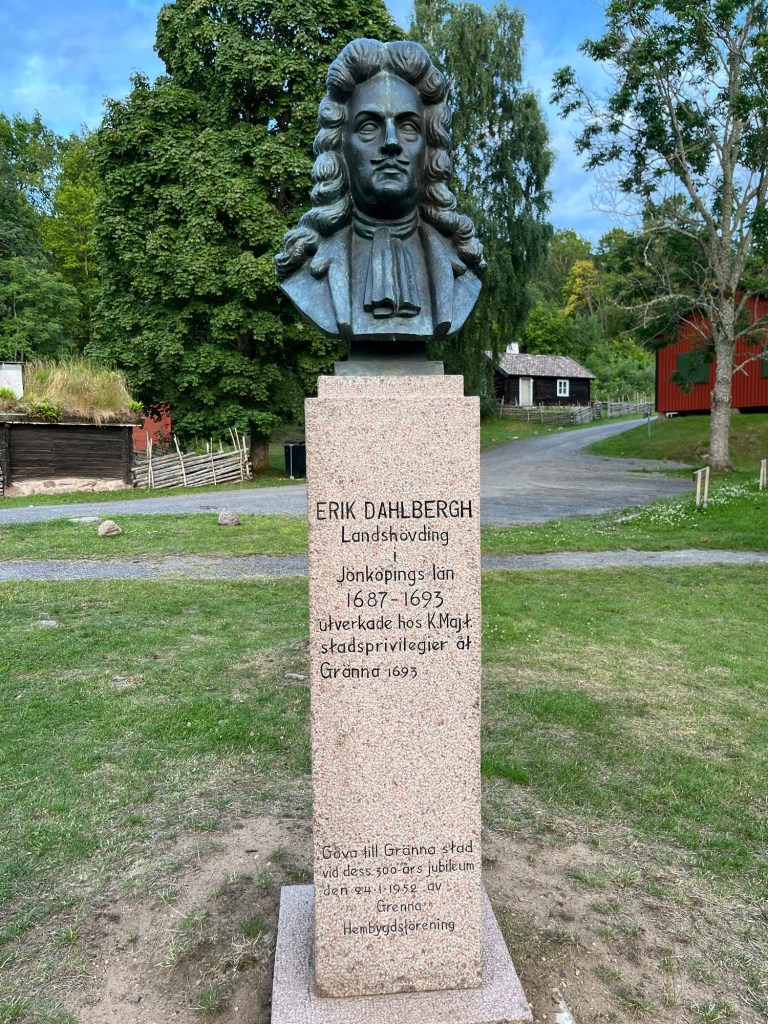 ERIK DAHLBERGH
Landshövding
i
Jönköpings län
1687-1693
utverkade hos K.Maj:t
stadsprivilegier åt
Gränna 1693
Gåva till Gränna stad
vid dess 300-års jubileum
den 24.1.1952 av
Grenna
Hembygdsförening